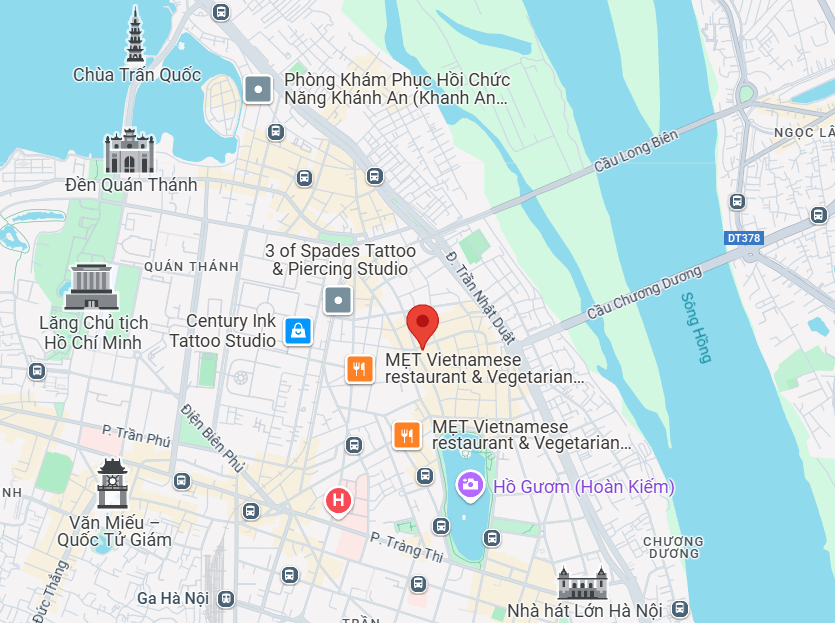 Chùa Trấn Quốc
Phòng Khám Phục Hồi Chức
Năng Khánh An (Khanh An...
Cầu Long Biên
NGỌC LÂ
Đền Quán Thánh
DT378
3 of Spades Tattoo
& Piercing Studio
Đ. Trần Nhật Duật
QUÁN THÁNH
Cầu Chương Dương
Sông Hồng
Lăng Chủ tịch
Hồ Chí Minh
Century Ink
Tattoo Studio
MẸT Vietnamese
restaurant & Vegetarian...
Điện Biên Phủ
P. Trần Phú
MẸT Vietnamese
restaurant & Vegetarian...
Hồ Gươm (Hoàn Kiếm)
NH
H
Văn Miếu –
Quốc Tử Giám
P. Tràng Thi
CHƯƠNG
DƯƠNG
Đức Thắng
Ga Hà Nội
Nhà hát Lớn Hà Nội
TRẦN